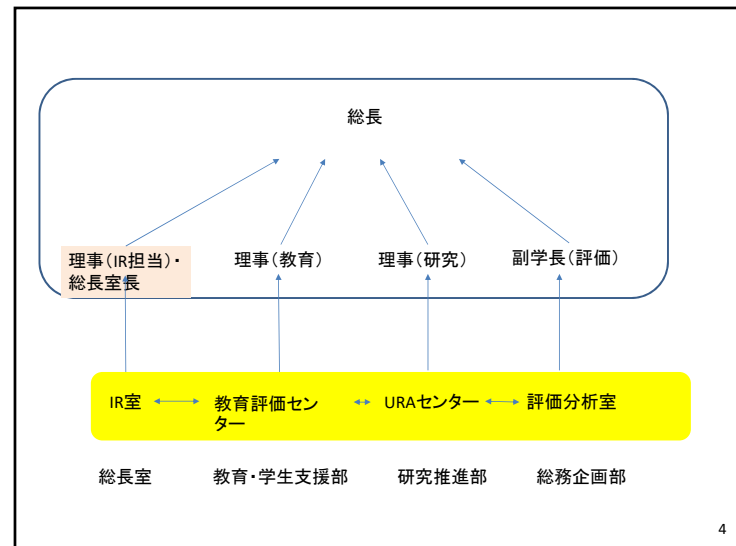 総長
理事(IR担当)・
総長室長
理事(教育)
理事(研究)
副学長(評価)
IR室
教育評価セン
ター
URAセンター
評価分析室
総長室
教育・学生支援部
研究推進部
総務企画部
4